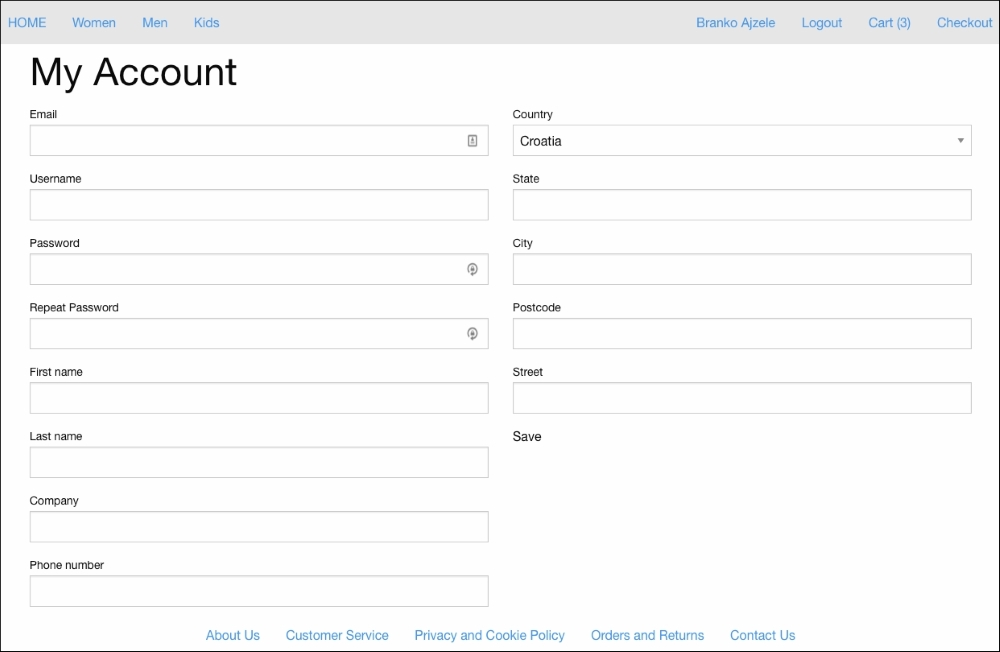 HOME Women Men Kids Branko Ajzele Logout Cart (3) Checkout
My Account
Email
Username
Password
Repeat Password
First name
Last name
Company
Phone number
Country
Croatia
State
City
Postcode
Street
Save
About Us Customer Service Privacy and Cookie Policy Orders and Returns Contact Us